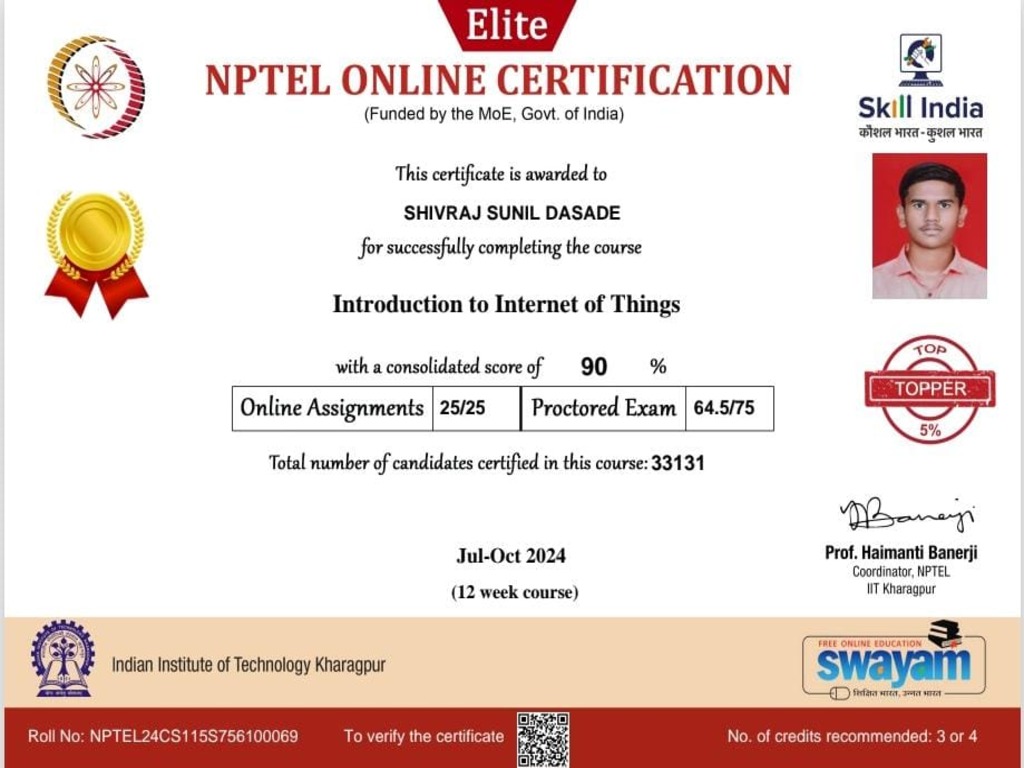 Elite
NPTEL ONLINE CERTIFICATION
(Funded by the MoE, Govt. of India)
Skill India
कौशल भारत - कुशल भारत
This certificate is awarded to
SHIVRAJ SUNIL DASADE
for successfully completing the course
Introduction to Internet of Things
with a consolidated score of 90 %
Online Assignments 25/25 Proctored Exam 64.5/75
TOP
TOPPER
5%
Total number of candidates certified in this course: 33131
Banerji
Prof. Haimanti Banerji
Coordinator, NPTEL
IIT Kharagpur
Jul-Oct 2024
(12 week course)
Indian Institute of Technology Kharagpur
FREE ONLINE EDUCATION
swayam
शिक्षित भारत, उन्नत भारत
Roll No: NPTEL24CS115S756100069 To verify the certificate No. of credits recommended: 3 or 4